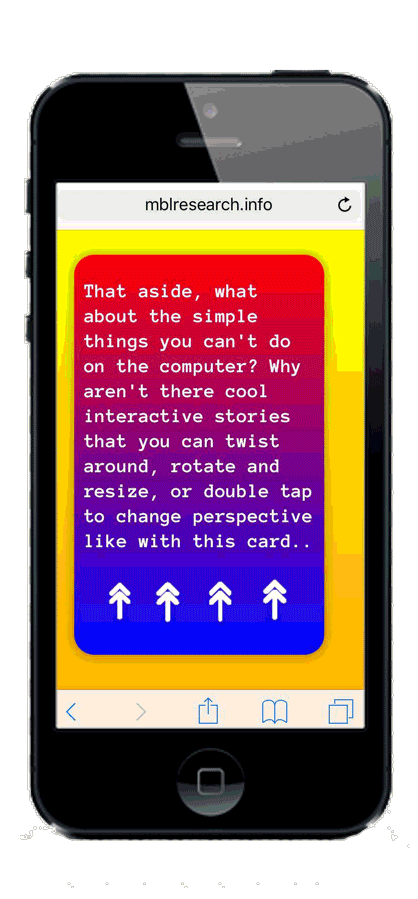 mblresearch.info
That aside, what
about the simple
things you can't do
on the computer? Why
aren't there cool
interactive stories
that you can twist
around, rotate and
resize, or double tap
to change perspective
like with this card..